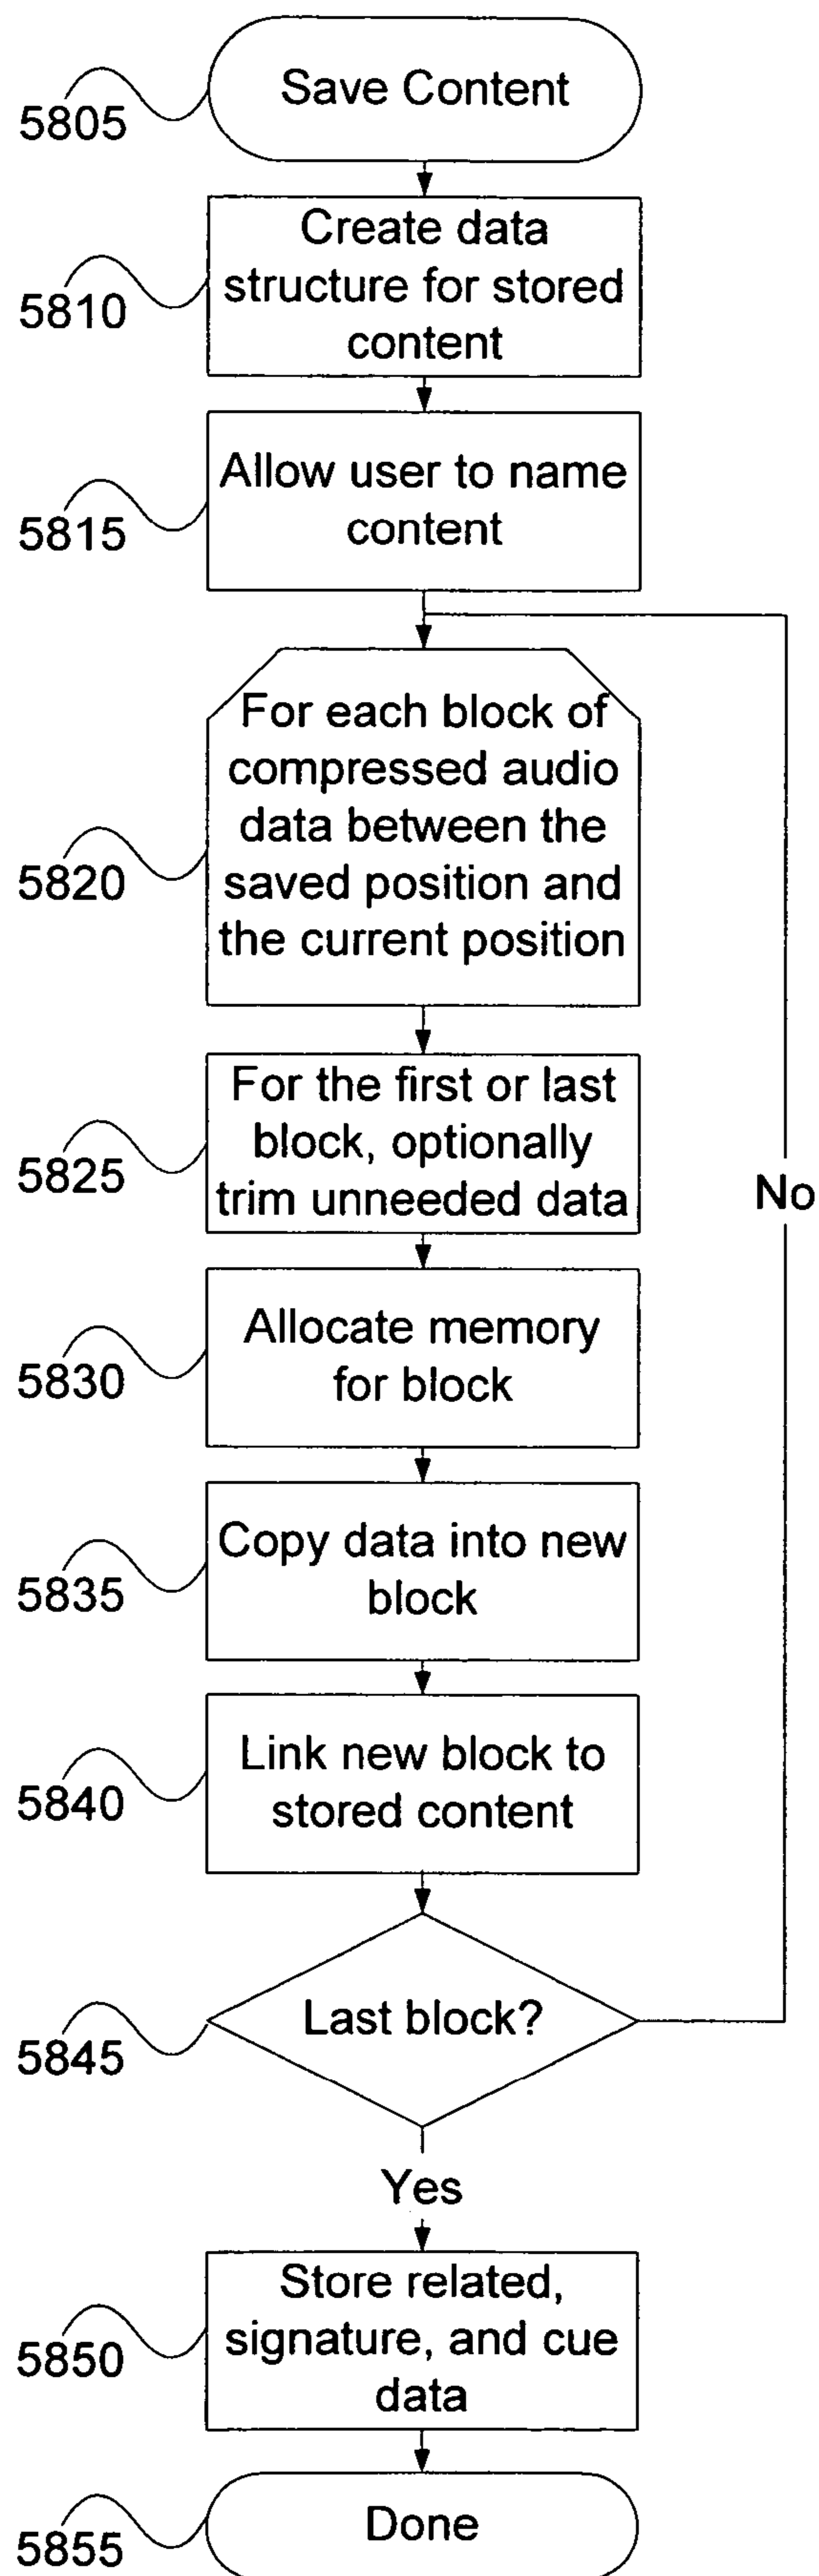 Save Content
5805
Create data
structure for stored
content
5810
Allow user to name
content
5815
For each block of
compressed audio
data between the
saved position and
the current position
5820
For the first or last
block, optionally
trim unneeded data
5825
No
Allocate memory
for block
5830
Copy data into new
block
5835
Link new block to
stored content
5840
Last block?
5845
Yes
Store related,
signature, and cue
data
5850
Done
5855